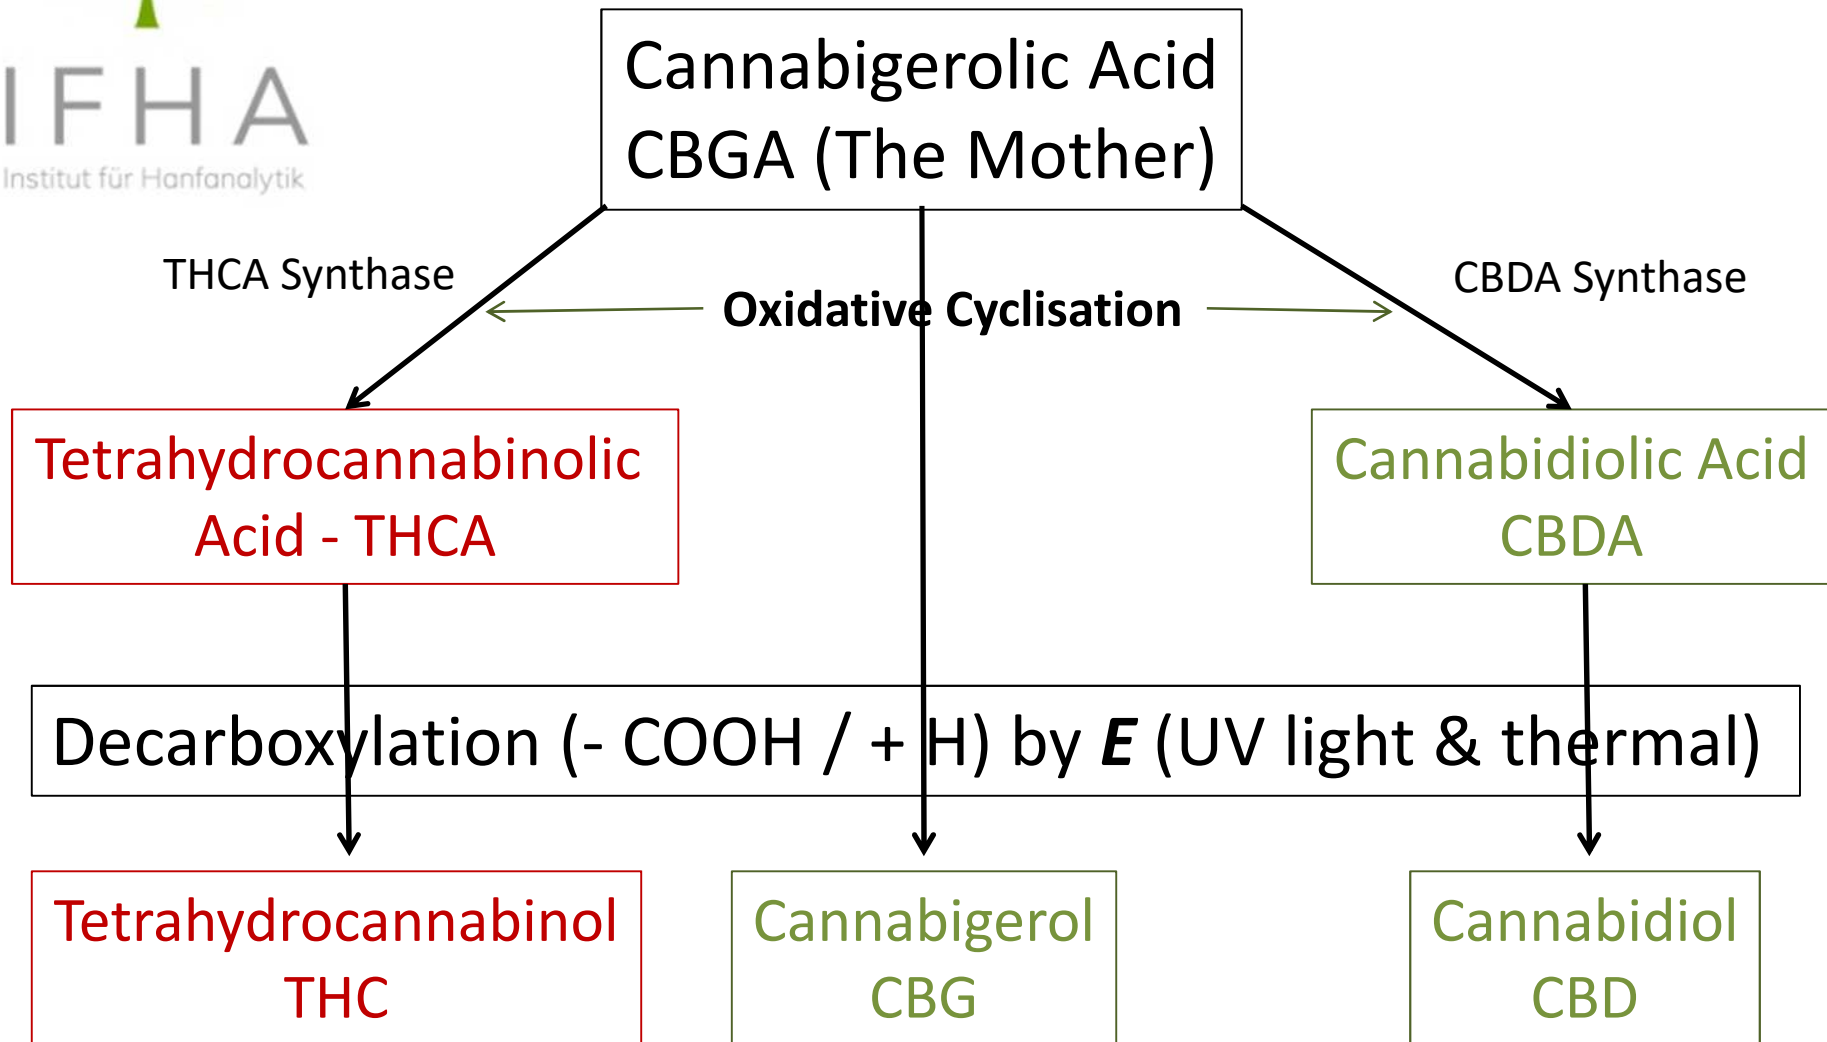 IFHA
Institut für Hanfanalytik
Cannabigerolic Acid
CBGA (The Mother)
THCA Synthase
CBDA Synthase
Oxidative Cyclisation
Tetrahydrocannabinolic
Acid - THCA
Cannabidiolic Acid
CBDA
Decarboxylation (- COOH / + H) by E (UV light & thermal)
Tetrahydrocannabinol
THC
Cannabigerol
CBG
Cannabidiol
CBD